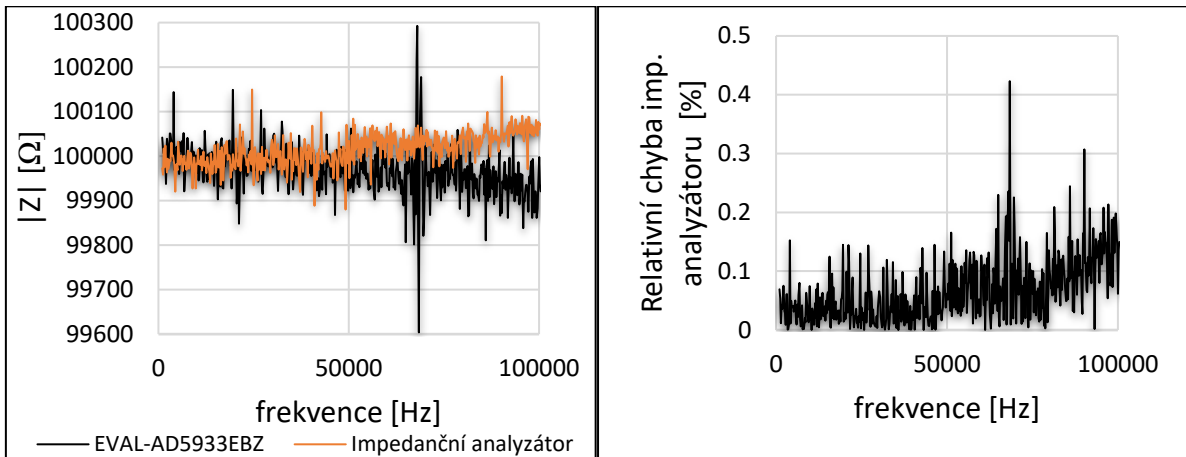 100300
100200
100100
100000
99900
99800
99700
99600
|Z| [Ω]
0
50000
100000
frekvence [Hz]
EVAL-AD5933EBZ
Impedanční analyzátor
0.5
0.4
0.3
0.2
0.1
0
Relativní chyba imp.
analyzátoru [%]
0
50000
100000
frekvence [Hz]